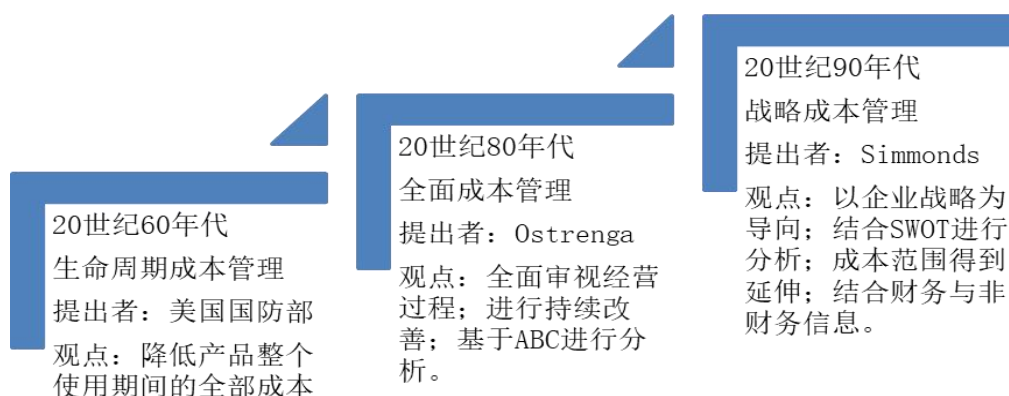 20世纪60年代
生命周期成本管理
提出者：美国国防部
观点：降低产品整个
使用期间的全部成本
20世纪80年代
全面成本管理
提出者：Ostrenga
观点：全面审视经营
过程；进行持续改
善；基于ABC进行分
析。
20世纪90年代
战略成本管理
提出者：Simmonds
观点：以企业战略为
导向；结合SWOT进行
分析；成本范围得到
延伸；结合财务与非
财务信息。